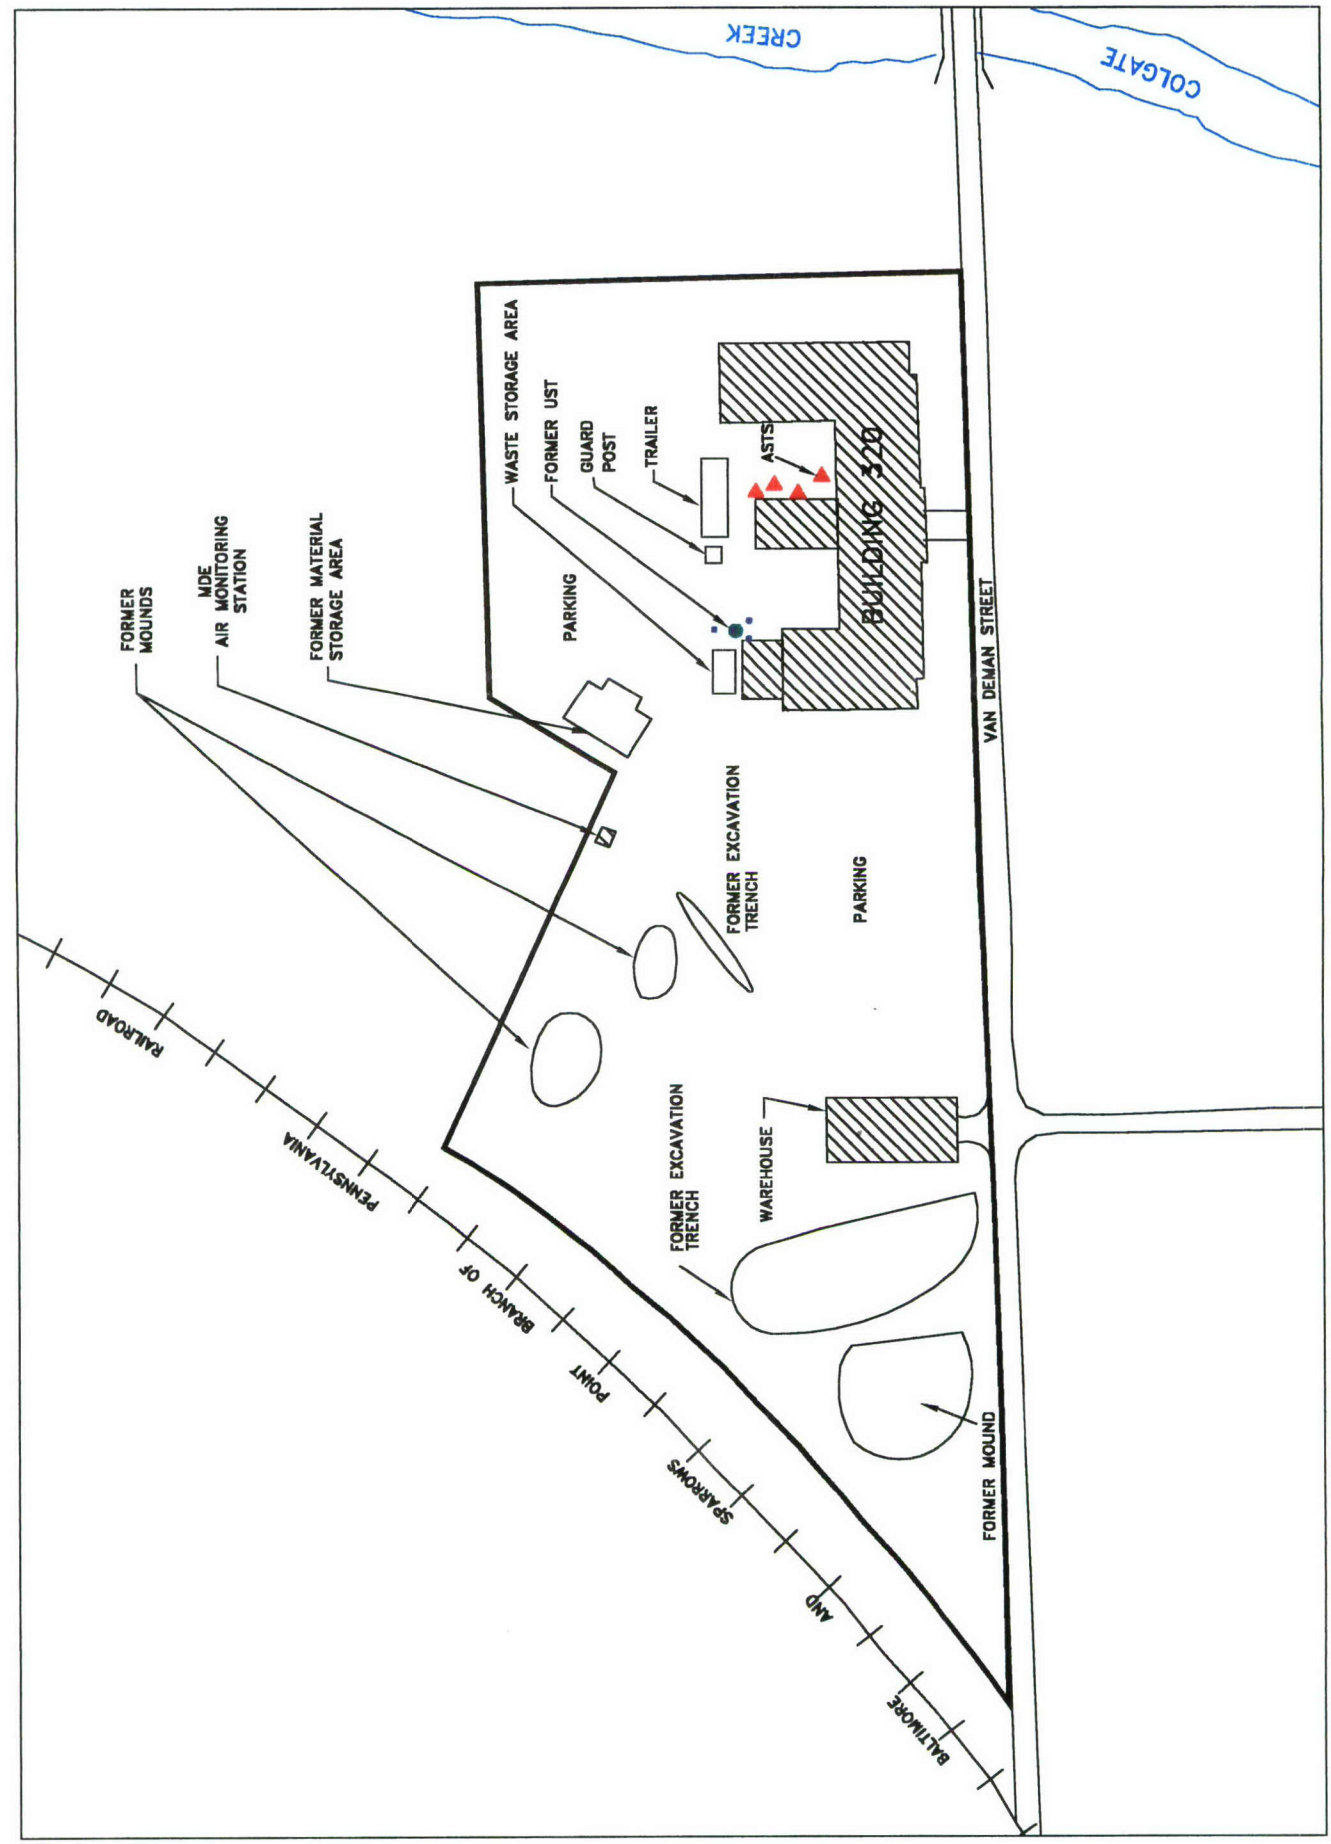 CREEK
COLGATE
WASTE STORAGE AREA
FORMER UST
GUARD
POST
TRAILER
ASTS
BUILDING 320
FORMER
MOUNDS
MDE
AIR MONITORING
STATION
FORMER MATERIAL
STORAGE AREA
PARKING
VAN DEMAN STREET
FORMER EXCAVATION
TRENCH
PARKING
FORMER EXCAVATION
TRENCH
WAREHOUSE
FORMER MOUND
BALTIMORE
AND
SPARROWS
POINT
BRANCH OF
PENNSYLVANIA
RAILROAD